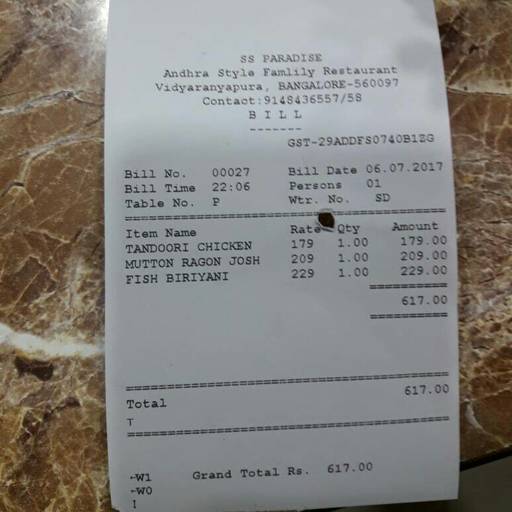 SS PARADISE
Andhra Style Famlily Restaurant
Vidyaranyapura, BANGALORE-560097
Contact:9148436557/58
B I L L
-------
GST-29ADDFS0740B1ZG
Bill No. 00027 Bill Date 06.07.2017
Bill Time 22:06 Persons 01
Table No. P Wtr. No. SD
========================================
Item Name Rate Qty Amount
TANDOORI CHICKEN 179 1.00 179.00
MUTTON RAGON JOSH 209 1.00 209.00
FISH BIRIYANI 229 1.00 229.00
==========
617.00
==========
========================================
Total 617.00
T
========================================
←W1 Grand Total Rs. 617.00
←W0